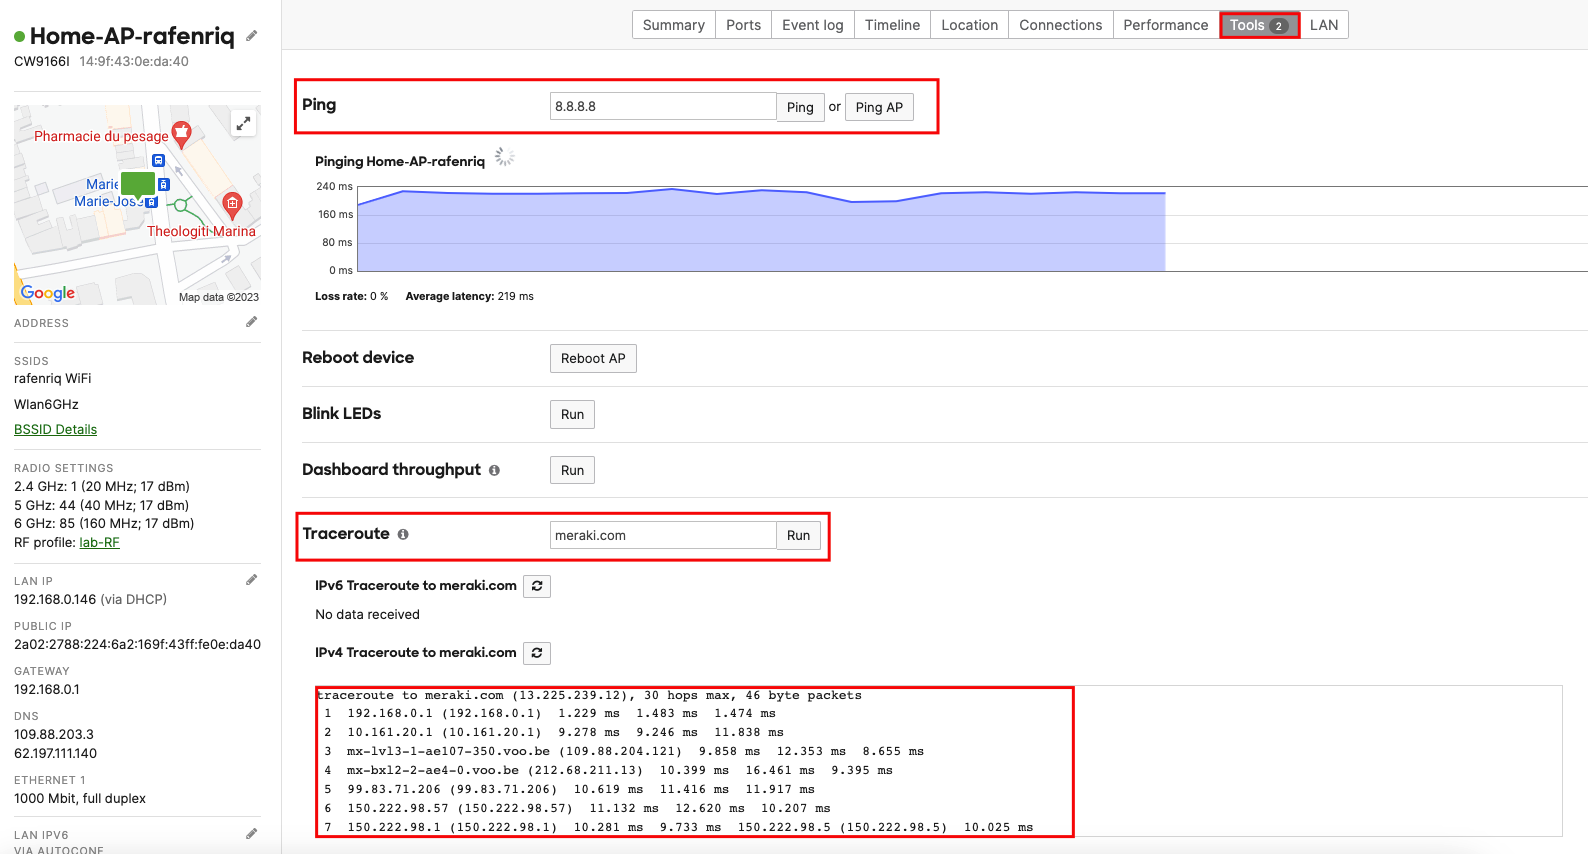 Home-AP-rafenriq
CW9166I 14:9f:43:0e:da:40
Pharmacie du pesage
Marie
Marie-José
Theologiti Marina
Google
Map data ©2023
ADDRESS
SSIDS
rafenriq WiFi
Wlan6GHz
BSSID Details
RADIO SETTINGS
2.4 GHz: 1 (20 MHz; 17 dBm)
5 GHz: 44 (40 MHz; 17 dBm)
6 GHz: 85 (160 MHz; 17 dBm)
RF profile: lab-RF
LAN IP
192.168.0.146 (via DHCP)
PUBLIC IP
2a02:2788:224:6a2:169f:43ff:fe0e:da40
GATEWAY
192.168.0.1
DNS
109.88.203.3
62.197.111.140
ETHERNET 1
1000 Mbit, full duplex
LAN IPV6
VIA AUTOCONF
Summary Ports Event log Timeline Location Connections Performance Tools 2 LAN
Ping 8.8.8.8 Ping or Ping AP
Pinging Home-AP-rafenriq
240 ms
160 ms
80 ms
0 ms
Loss rate: 0 % Average latency: 219 ms
Reboot device Reboot AP
Blink LEDs Run
Dashboard throughput Run
Traceroute meraki.com Run
IPv6 Traceroute to meraki.com
No data received
IPv4 Traceroute to meraki.com
traceroute to meraki.com (13.225.239.12), 30 hops max, 46 byte packets
1 192.168.0.1 (192.168.0.1) 1.229 ms 1.483 ms 1.474 ms
2 10.161.20.1 (10.161.20.1) 9.278 ms 9.246 ms 11.838 ms
3 mx-lvl3-1-ae107-350.voo.be (109.88.204.121) 9.858 ms 12.353 ms 8.655 ms
4 mx-bxl2-2-ae4-0.voo.be (212.68.211.13) 10.399 ms 16.461 ms 9.395 ms
5 99.83.71.206 (99.83.71.206) 10.619 ms 11.416 ms 11.917 ms
6 150.222.98.57 (150.222.98.57) 11.132 ms 12.620 ms 10.207 ms
7 150.222.98.1 (150.222.98.1) 10.281 ms 9.733 ms 150.222.98.5 (150.222.98.5) 10.025 ms